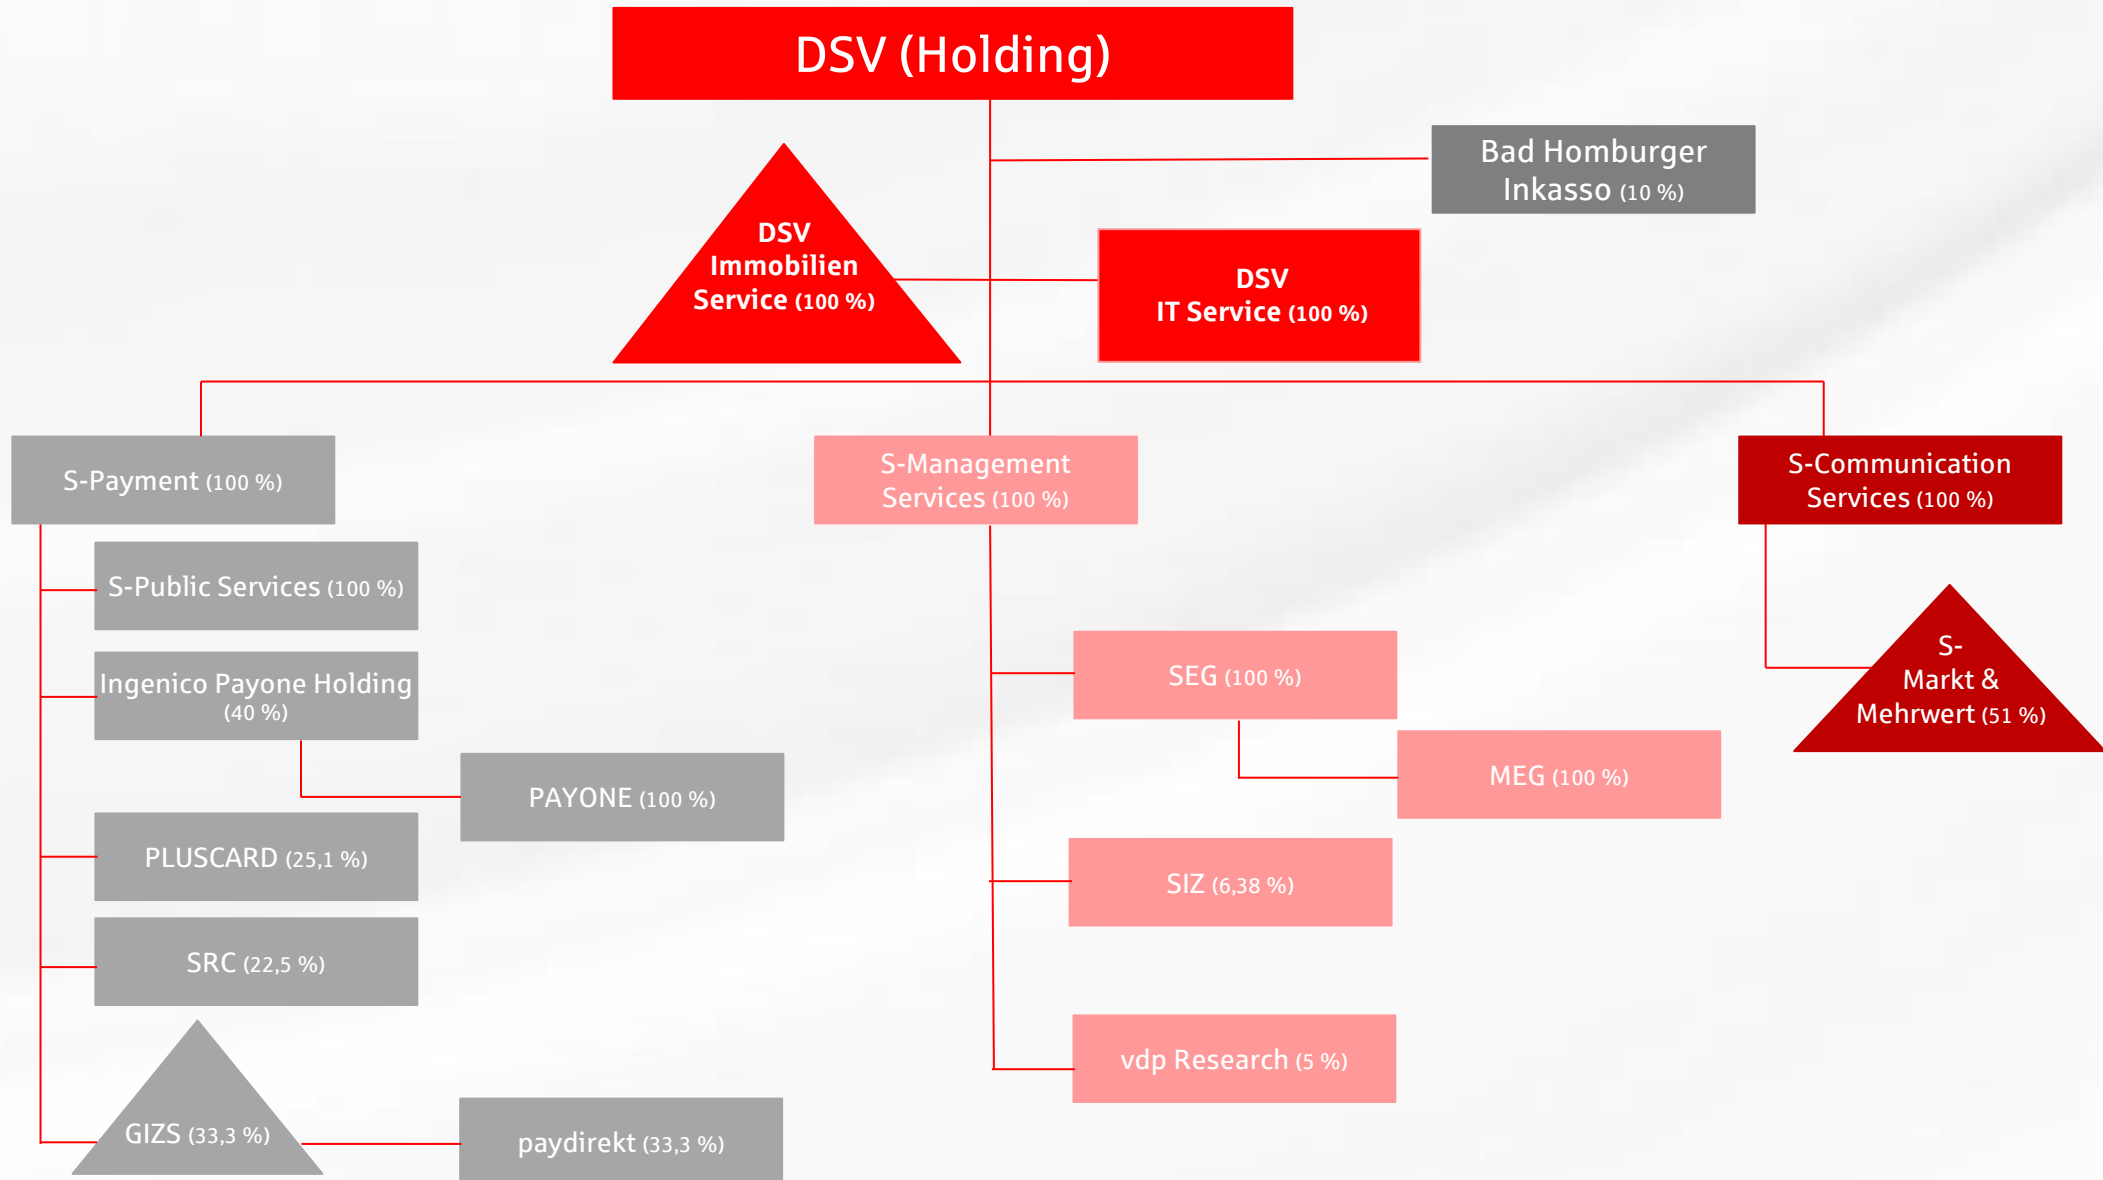 DSV (Holding)
Bad Homburger
Inkasso (10 %)
DSV
Immobilien
Service (100 %)
DSV
IT Service (100 %)
S-Payment (100 %)
S-Management
Services (100 %)
S-Communication
Services (100 %)
S-Public Services (100 %)
Ingenico Payone Holding
(40 %)
PAYONE (100 %)
PLUSCARD (25,1 %)
SRC (22,5 %)
GIZS (33,3 %)
paydirekt (33,3 %)
SEG (100 %)
MEG (100 %)
SIZ (6,38 %)
vdp Research (5 %)
S-
Markt &
Mehrwert (51 %)